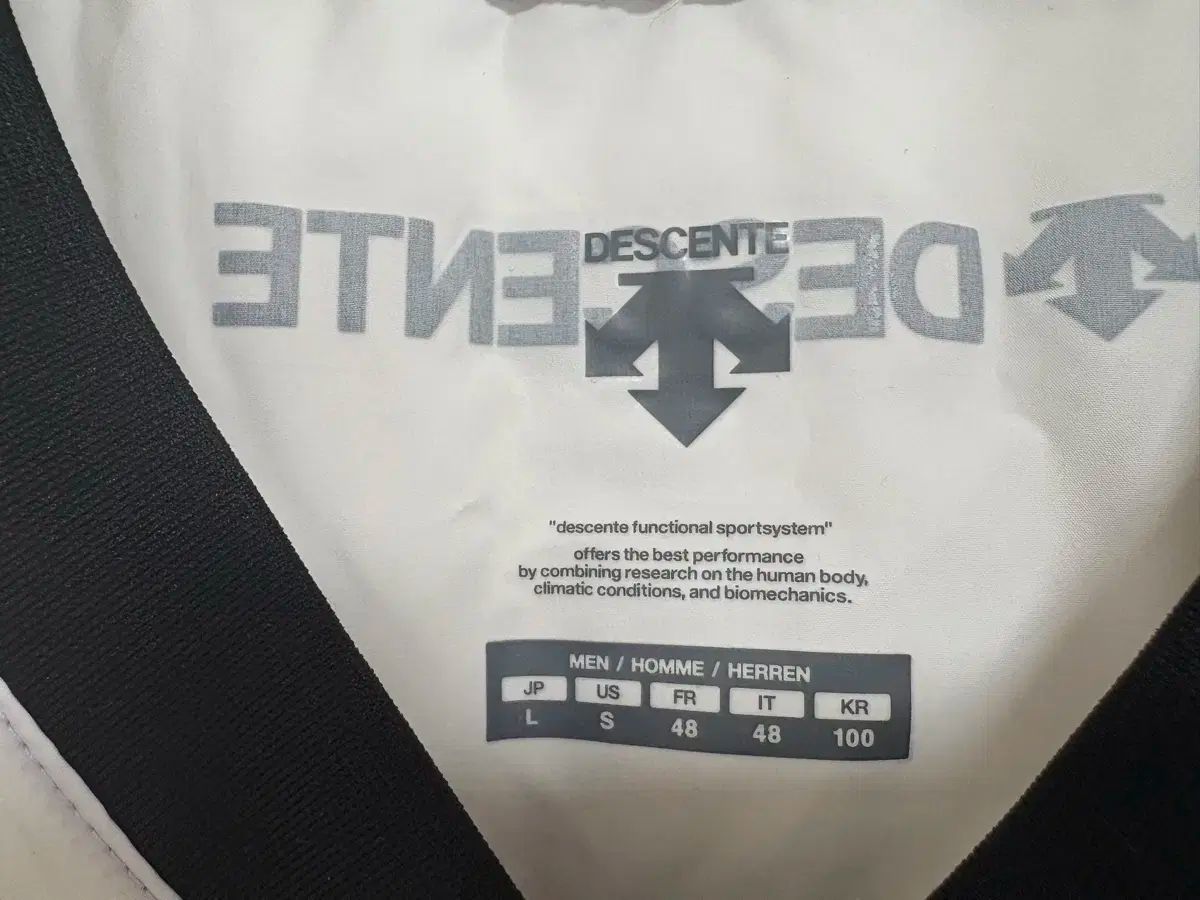 DESCENTE
DESCENTE
"descente functional sportsystem"
offers the best performance
by combining research on the human body,
climatic conditions, and biomechanics.
MEN / HOMME / HERREN
JP US FR IT KR
L S 48 48 100